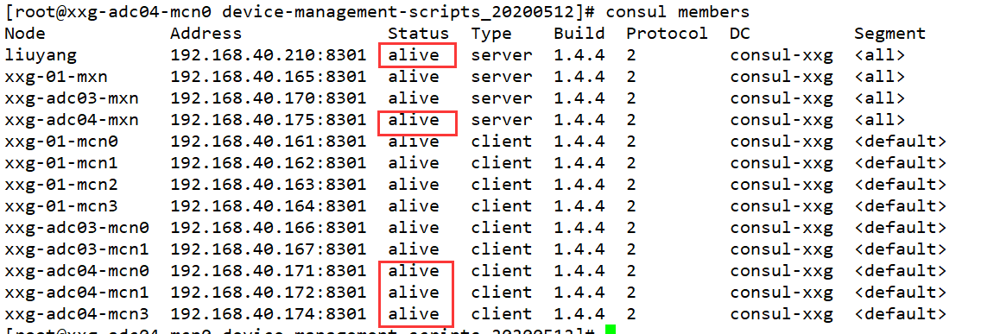 [root@xxg-adc04-mcn0 device-management-scripts_20200512]# consul members
Node Address Status Type Build Protocol DC Segment
liuyang 192.168.40.210:8301 alive server 1.4.4 2 consul-xxg <all>
xxg-01-mxn 192.168.40.165:8301 alive server 1.4.4 2 consul-xxg <all>
xxg-adc03-mxn 192.168.40.170:8301 alive server 1.4.4 2 consul-xxg <all>
xxg-adc04-mxn 192.168.40.175:8301 alive server 1.4.4 2 consul-xxg <all>
xxg-01-mcn0 192.168.40.161:8301 alive client 1.4.4 2 consul-xxg <default>
xxg-01-mcn1 192.168.40.162:8301 alive client 1.4.4 2 consul-xxg <default>
xxg-01-mcn2 192.168.40.163:8301 alive client 1.4.4 2 consul-xxg <default>
xxg-01-mcn3 192.168.40.164:8301 alive client 1.4.4 2 consul-xxg <default>
xxg-adc03-mcn0 192.168.40.166:8301 alive client 1.4.4 2 consul-xxg <default>
xxg-adc03-mcn1 192.168.40.167:8301 alive client 1.4.4 2 consul-xxg <default>
xxg-adc04-mcn0 192.168.40.171:8301 alive client 1.4.4 2 consul-xxg <default>
xxg-adc04-mcn1 192.168.40.172:8301 alive client 1.4.4 2 consul-xxg <default>
xxg-adc04-mcn3 192.168.40.174:8301 alive client 1.4.4 2 consul-xxg <default>
[root@xxg-adc04-mcn0 device-management-scripts_20200512]#